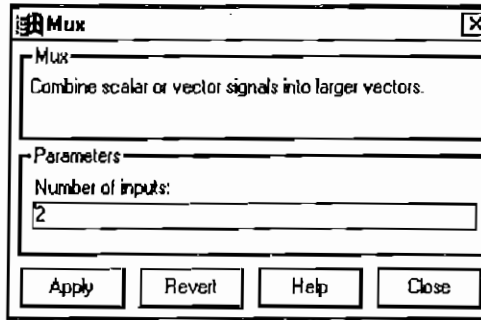 Mux
Mux
Combine scalar or vector signals into larger vectors.
Parameters
Number of inputs:
2
Apply
Revert
Help
Close